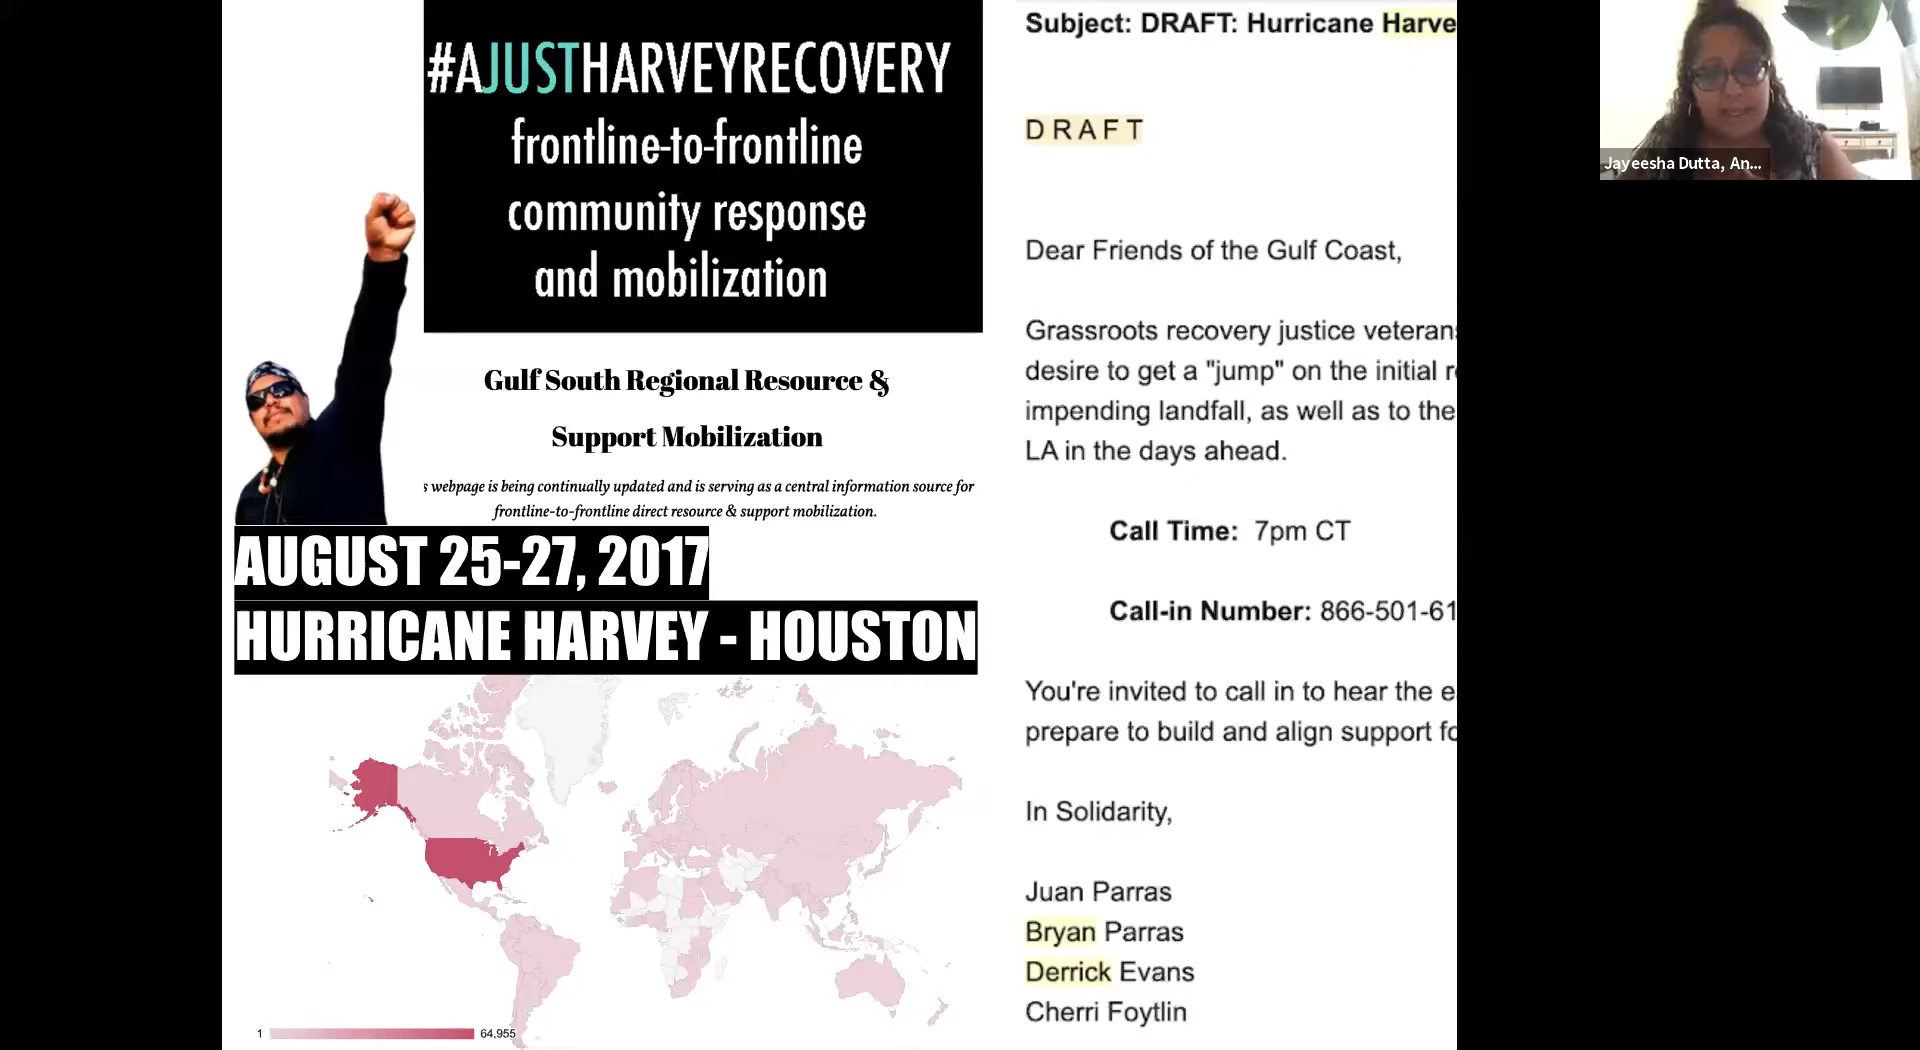 #AJUSTHARVEYRECOVERY
frontline-to-frontline
community response
and mobilization
Gulf South Regional Resource &
Support Mobilization
webpage is being continually updated and is serving as a central information source for
frontline-to-frontline direct resource & support mobilization.
AUGUST 25-27, 2017
HURRICANE HARVEY - HOUSTON
1
64,955
Subject: DRAFT: Hurricane Harve
DRAFT
Dear Friends of the Gulf Coast,
Grassroots recovery justice veteran
desire to get a "jump" on the initial r
impending landfall, as well as to the
LA in the days ahead.
Call Time: 7pm CT
Call-in Number: 866-501-61
You're invited to call in to hear the e
prepare to build and align support fo
In Solidarity,
Juan Parras
Bryan Parras
Derrick Evans
Cherri Foytlin
Jayeesha Dutta, An...